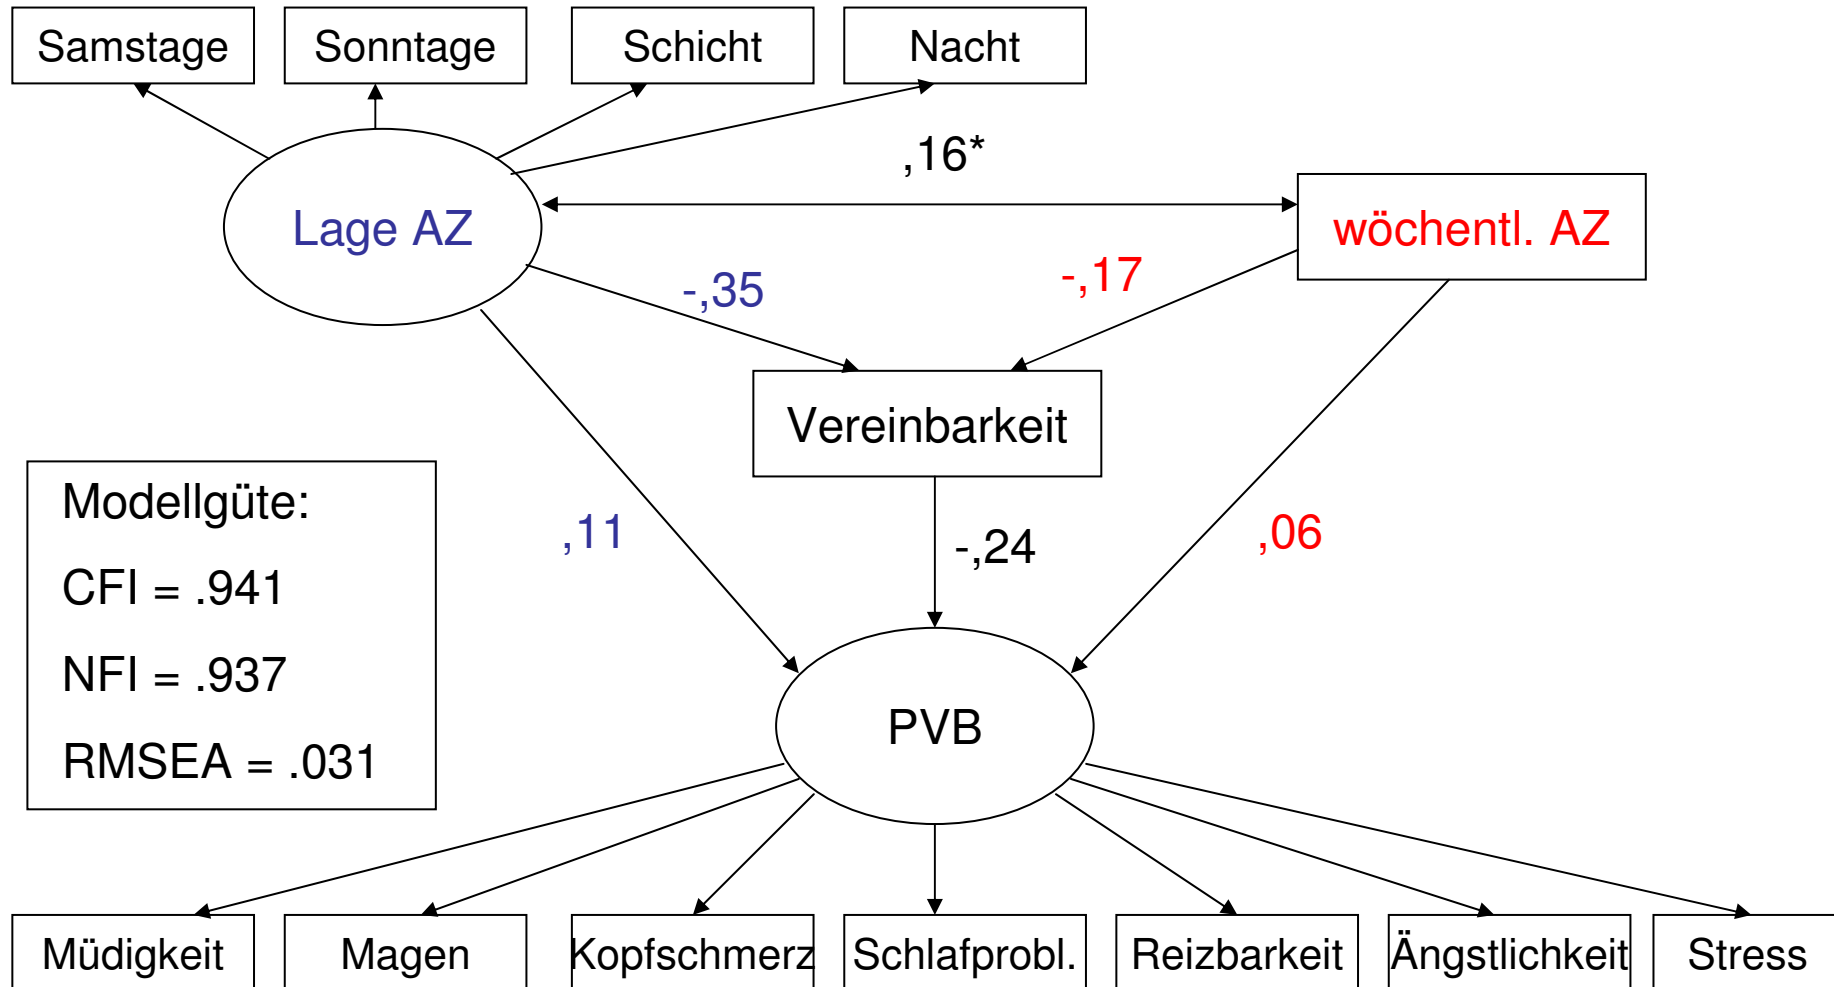 Samstage
Sonntage
Schicht
Nacht
,16*
Lage AZ
wöchentl. AZ
-,35
-,17
Vereinbarkeit
Modellgüte:
CFI = .941
NFI = .937
RMSEA = .031
,11
-,24
,06
PVB
Müdigkeit
Magen
Kopfschmerz
Schlafprobl.
Reizbarkeit
Ängstlichkeit
Stress